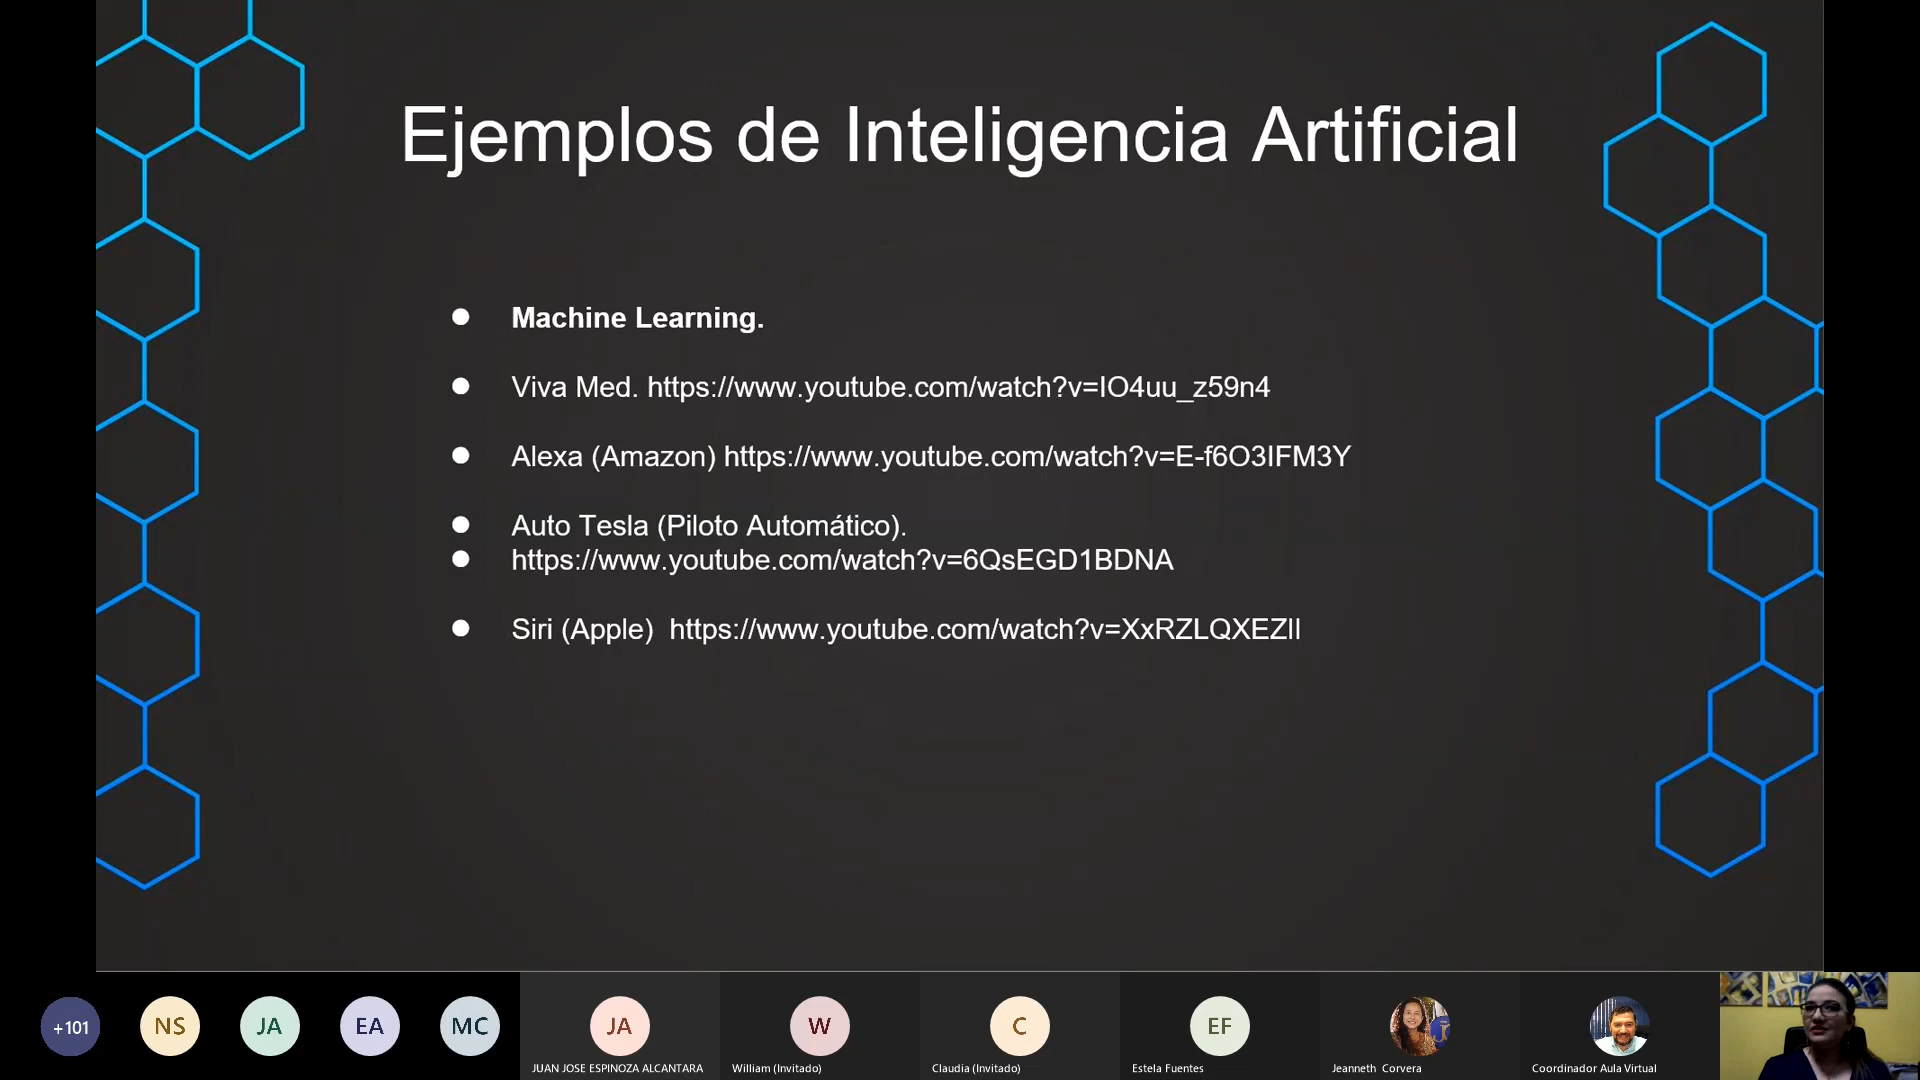 Ejemplos de Inteligencia Artificial
Machine Learning.
Viva Med. https://www.youtube.com/watch?v=IO4uu_z59n4
Alexa (Amazon) https://www.youtube.com/watch?v=E-f6O3IFM3Y
Auto Tesla (Piloto Automático).
https://www.youtube.com/watch?v=6QsEGD1BDNA
Siri (Apple)  https://www.youtube.com/watch?v=XxRZLQXEZlI
+101
NS
JA
EA
MC
JA
W
C
EF
JUAN JOSE ESPINOZA ALCANTARA
William (Invitado)
Claudia (Invitado)
Estela Fuentes
Jeanneth  Corvera
Coordinador Aula Virtual